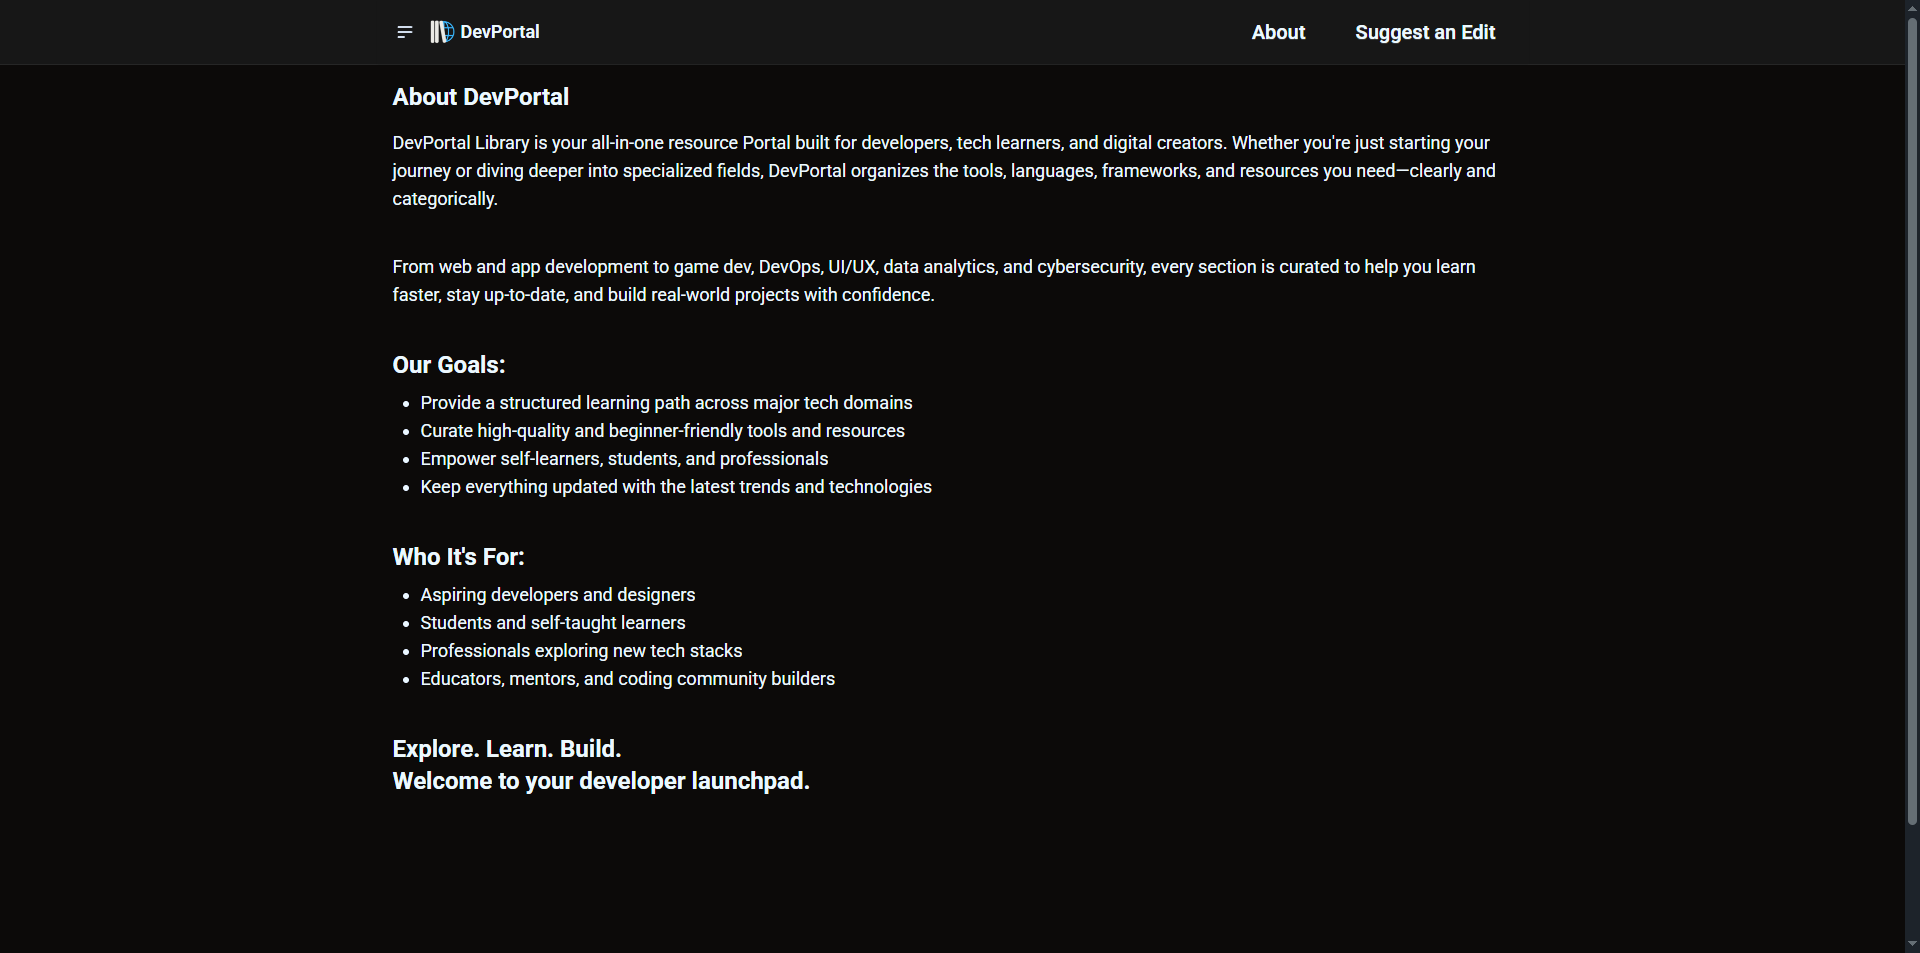 DevPortal
About
Suggest an Edit
About DevPortal
DevPortal Library is your all-in-one resource Portal built for developers, tech learners, and digital creators. Whether you're just starting your
journey or diving deeper into specialized fields, DevPortal organizes the tools, languages, frameworks, and resources you need—clearly and
categorically.
From web and app development to game dev, DevOps, UI/UX, data analytics, and cybersecurity, every section is curated to help you learn
faster, stay up-to-date, and build real-world projects with confidence.
Our Goals:
• Provide a structured learning path across major tech domains
• Curate high-quality and beginner-friendly tools and resources
• Empower self-learners, students, and professionals
• Keep everything updated with the latest trends and technologies
Who It's For:
• Aspiring developers and designers
• Students and self-taught learners
• Professionals exploring new tech stacks
• Educators, mentors, and coding community builders
Explore. Learn. Build.
Welcome to your developer launchpad.